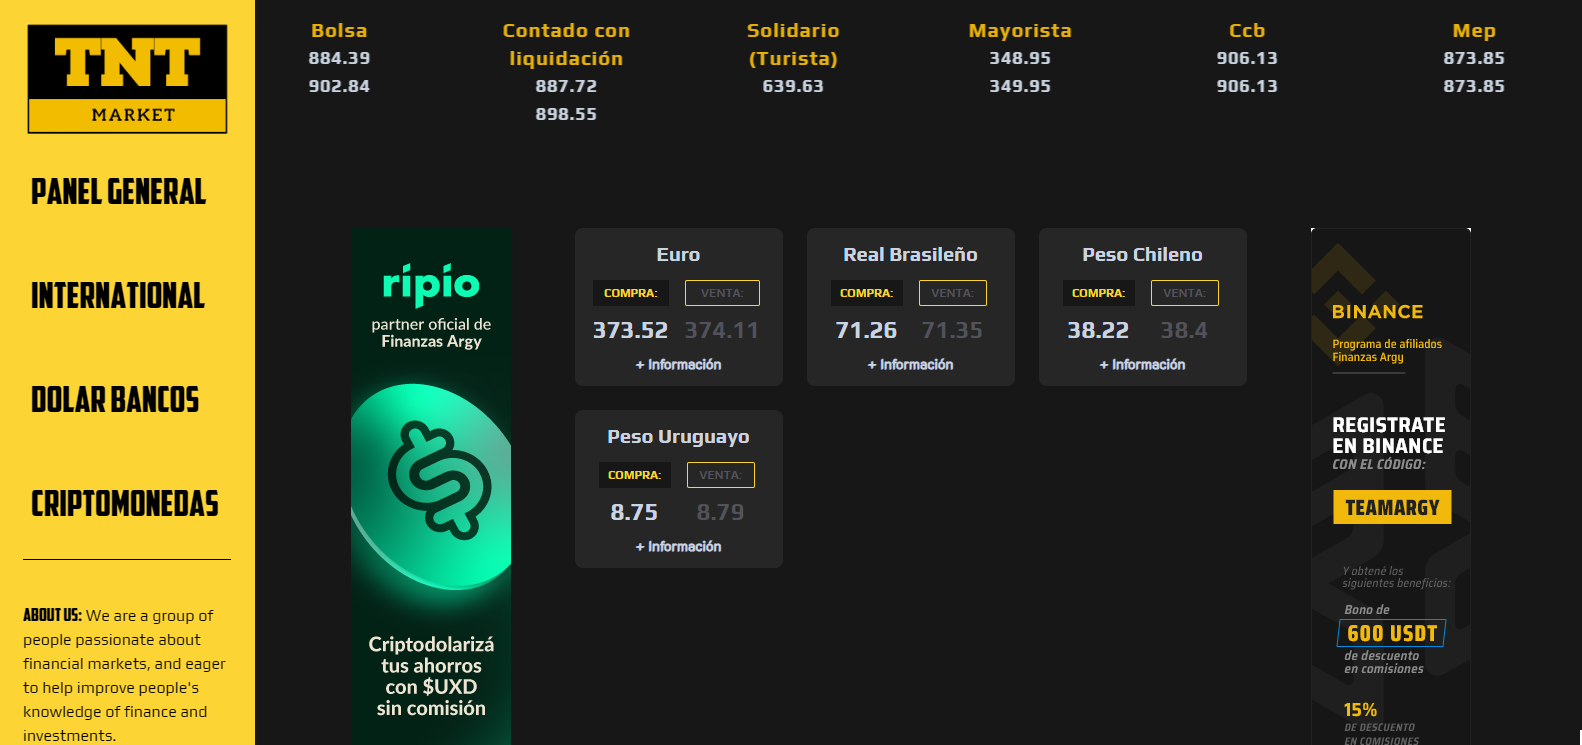 TNT
MARKET
PANEL GENERAL
INTERNATIONAL
DOLAR BANCOS
CRIPTOMONEDAS
ABOUT US: We are a group of
people passionate about
financial markets, and eager
to help improve people's
knowledge of finance and
investments.
Bolsa
884.39
902.84
Contado con
liquidación
887.72
898.55
Solidario
(Turista)
639.63
Mayorista
348.95
349.95
Ccb
906.13
906.13
Mep
873.85
873.85
ripio
partner oficial de
Finanzas Argy
Criptodolarizá
tus ahorros
con $UXD
sin comisión
Euro
COMPRA: VENTA:
373.52 374.11
+ Información
Real Brasileño
COMPRA: VENTA:
71.26 71.35
+ Información
Peso Chileno
COMPRA: VENTA:
38.22 38.4
+ Información
Peso Uruguayo
COMPRA: VENTA:
8.75 8.79
+ Información
BINANCE
Programa de afiliados
Finanzas Argy
REGISTRATE
EN BINANCE
CON EL CÓDIGO:
TEAMARGY
Y obtené los
siguientes beneficios:
Bono de
600 USDT
de descuento
en comisiones
15%
DE DESCUENTO
EN COMISIONES